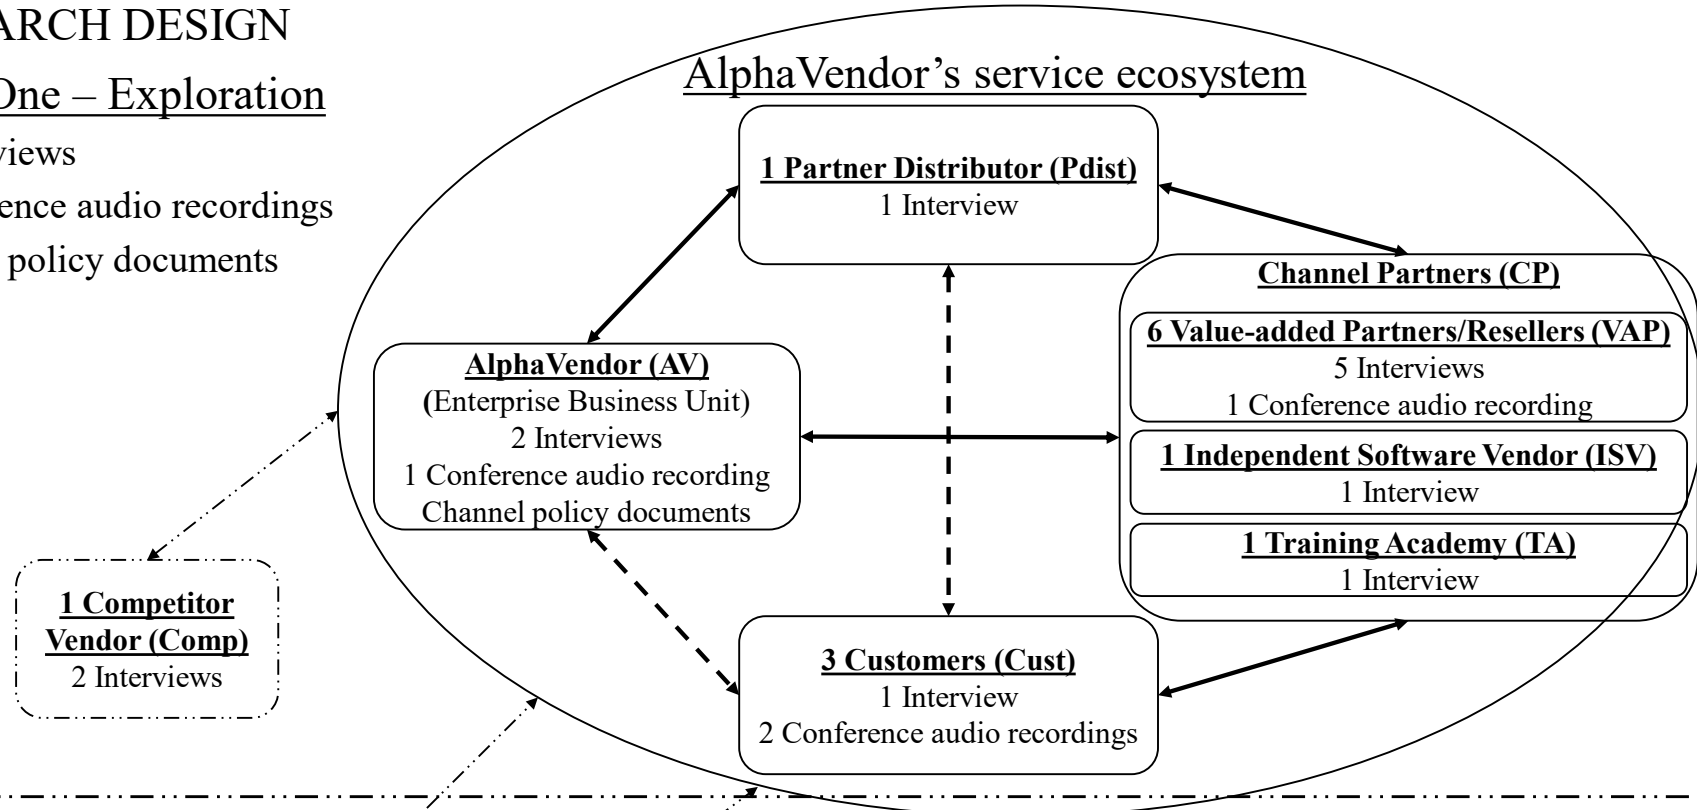 ARCH DESIGN
One – Exploration
views
ence audio recordings
policy documents
AlphaVendor’s service ecosystem
1 Partner Distributor (Pdist)
1 Interview
Channel Partners (CP)
6 Value-added Partners/Resellers (VAP)
5 Interviews
1 Conference audio recording
1 Independent Software Vendor (ISV)
1 Interview
1 Training Academy (TA)
1 Interview
AlphaVendor (AV)
(Enterprise Business Unit)
2 Interviews
1 Conference audio recording
Channel policy documents
1 Competitor
Vendor (Comp)
2 Interviews
3 Customers (Cust)
1 Interview
2 Conference audio recordings